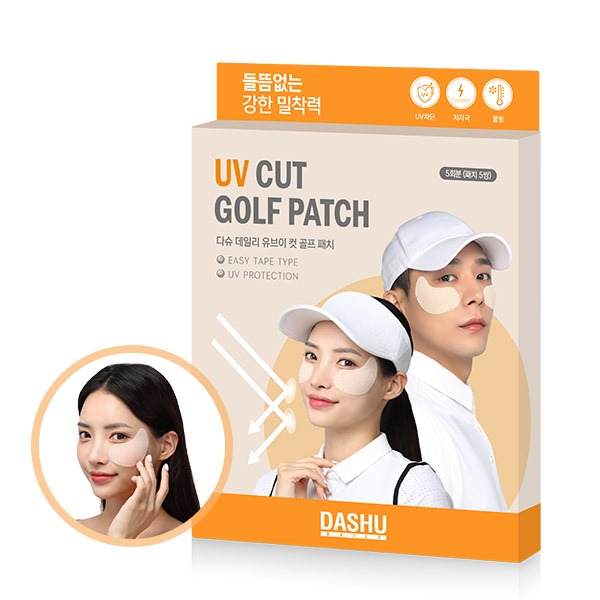 들뜸없는
강한 밀착력
UV
UV차단
저자극
쿨링
UV CUT
GOLF PATCH
5회분 (패치 5쌍)
다슈 데일리 유브이 컷 골프 패치
EASY TAPE TYPE
UV PROTECTION
DASHU